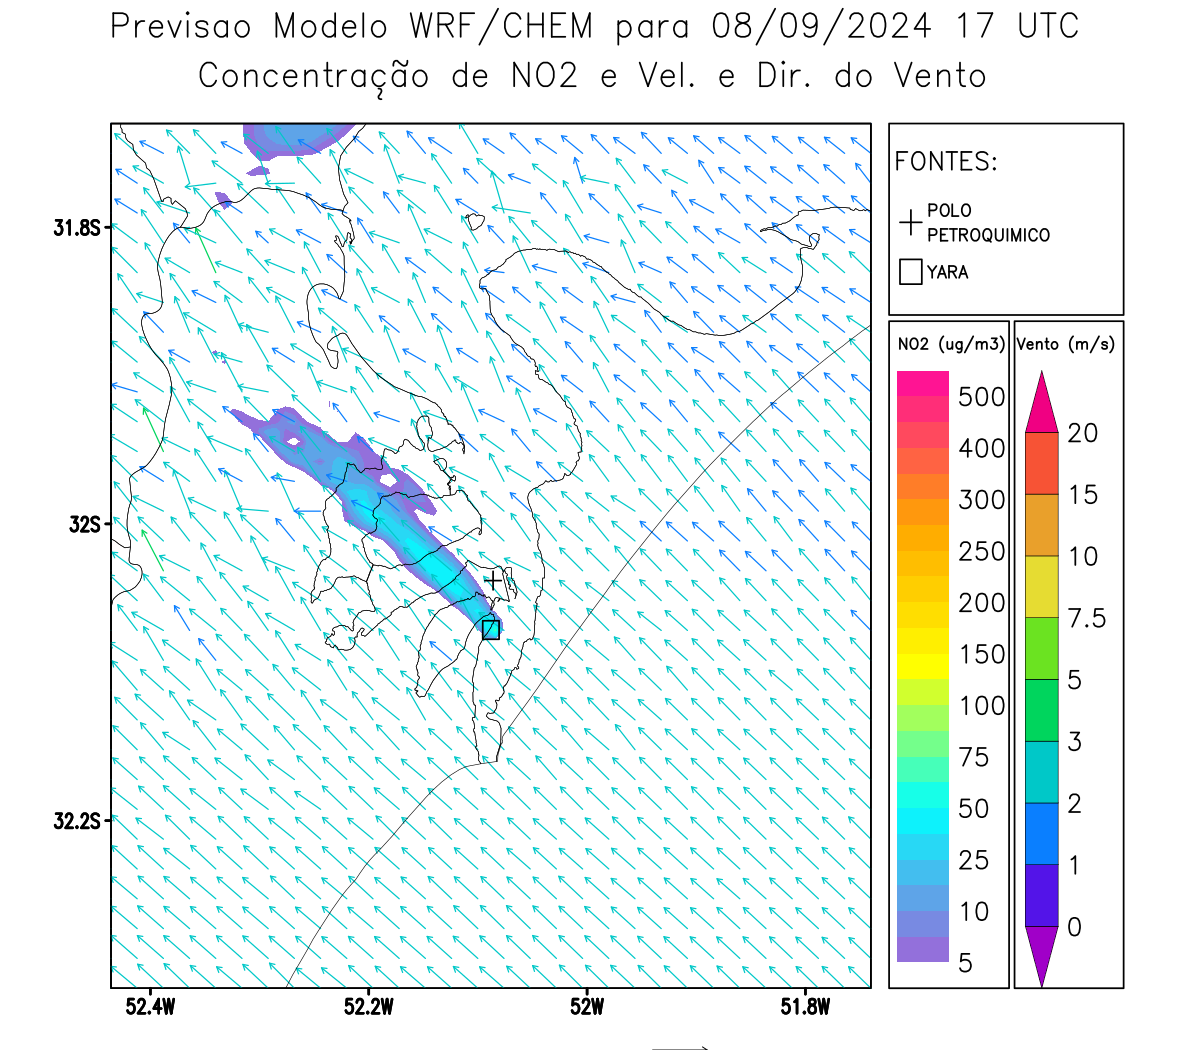 Previsao Modelo WRF/CHEM para 08/09/2024 17 UTC
Concentração de NO2 e Vel. e Dir. do Vento
FONTES:
POLO
PETROQUIMICO
YARA
NO2 (ug/m3)
500
400
300
250
200
150
100
75
50
25
10
5
Vento (m/s)
20
15
10
7.5
5
3
2
1
0
31.8S
32S
32.2S
52.4W
52.2W
52W
51.8W